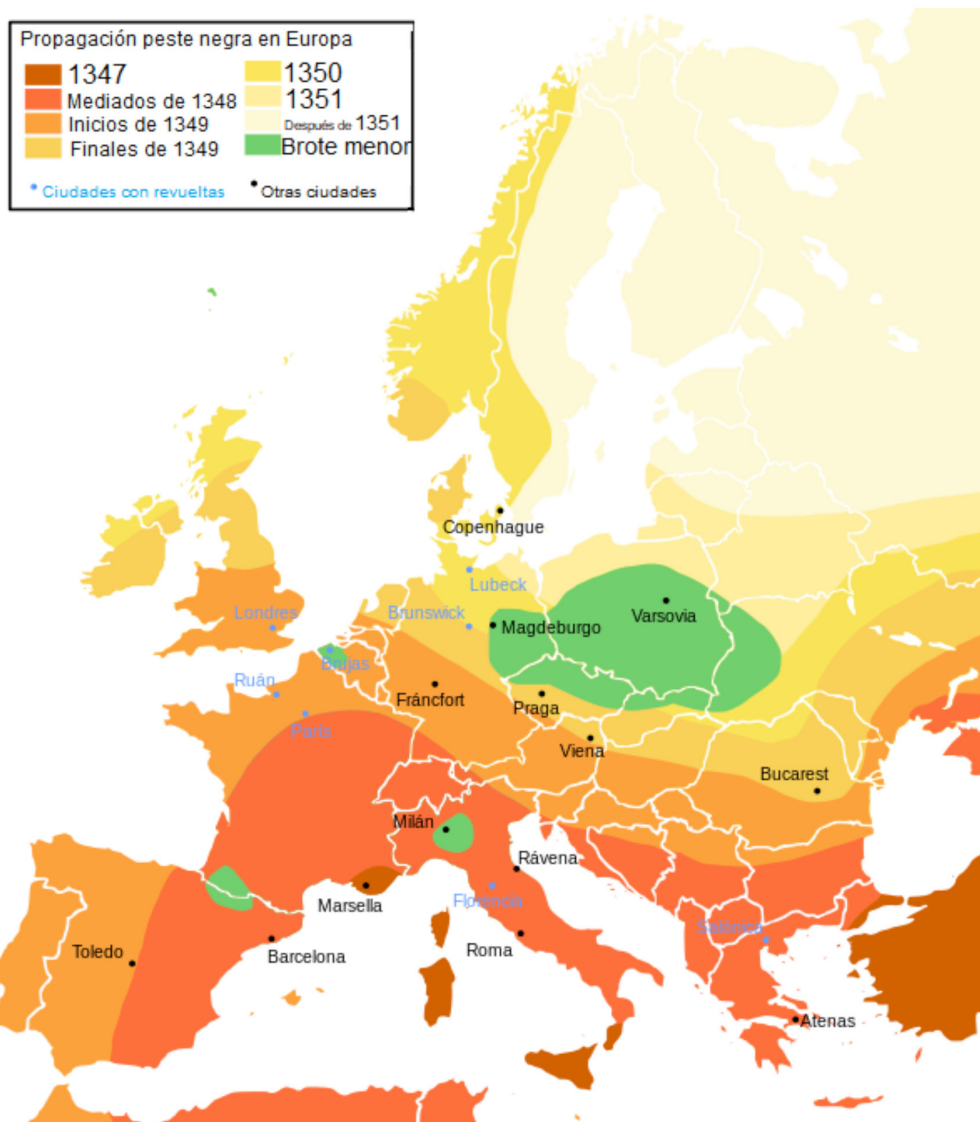 Propagación peste negra en Europa
1347
Mediados de 1348
Inicios de 1349
Finales de 1349
1350
1351
Después de 1351
Brote menor
Ciudades con revueltas
Otras ciudades
Copenhague
Lubeck
Brunswick
Magdeburgo
Varsovia
Londres
Ruán
París
Fráncfort
Praga
Viena
Bucarest
Milán
Rávena
Marsella
Florencia
Roma
Barcelona
Toledo
Salónica
Atenas